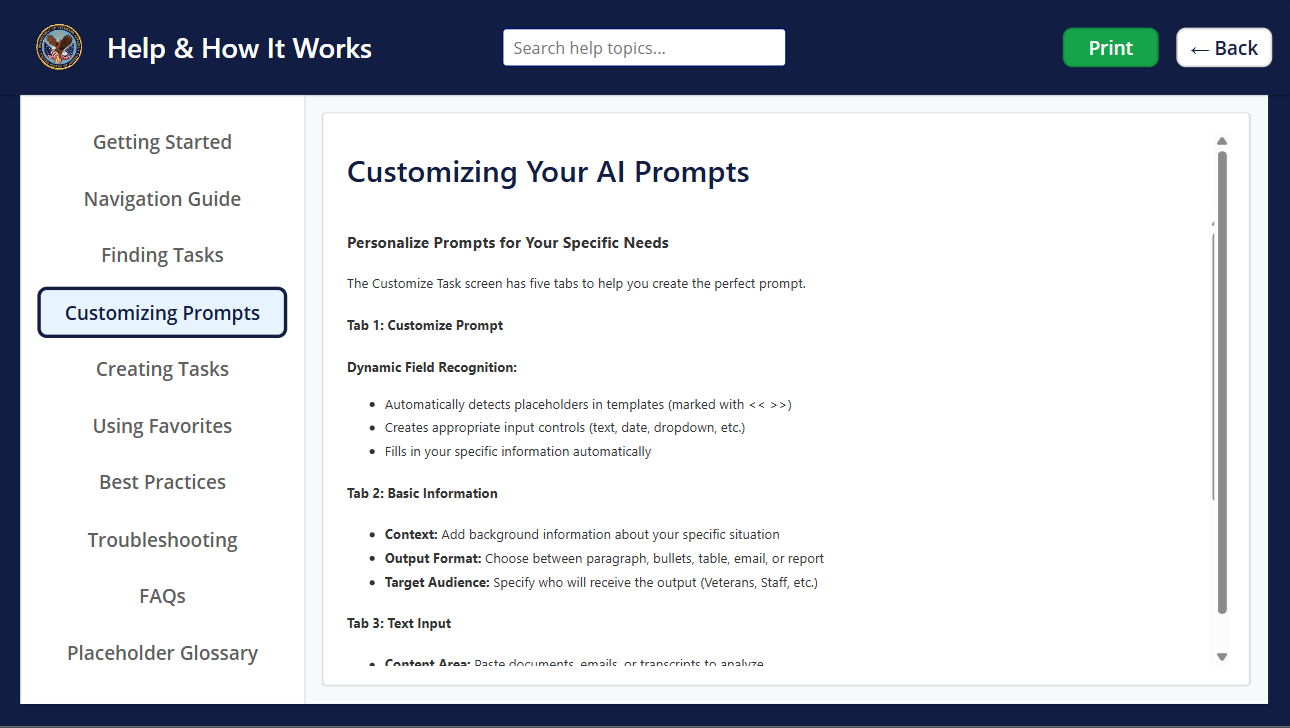 Help & How It Works
Search help topics...
Print
← Back
Getting Started
Navigation Guide
Finding Tasks
Customizing Prompts
Creating Tasks
Using Favorites
Best Practices
Troubleshooting
FAQs
Placeholder Glossary
Customizing Your AI Prompts
Personalize Prompts for Your Specific Needs
The Customize Task screen has five tabs to help you create the perfect prompt.
Tab 1: Customize Prompt
Dynamic Field Recognition:
• Automatically detects placeholders in templates (marked with << >>)
• Creates appropriate input controls (text, date, dropdown, etc.)
• Fills in your specific information automatically
Tab 2: Basic Information
• Context: Add background information about your specific situation
• Output Format: Choose between paragraph, bullets, table, email, or report
• Target Audience: Specify who will receive the output (Veterans, Staff, etc.)
Tab 3: Text Input
• Content Area: Paste documents, emails, or transcripts to analyze